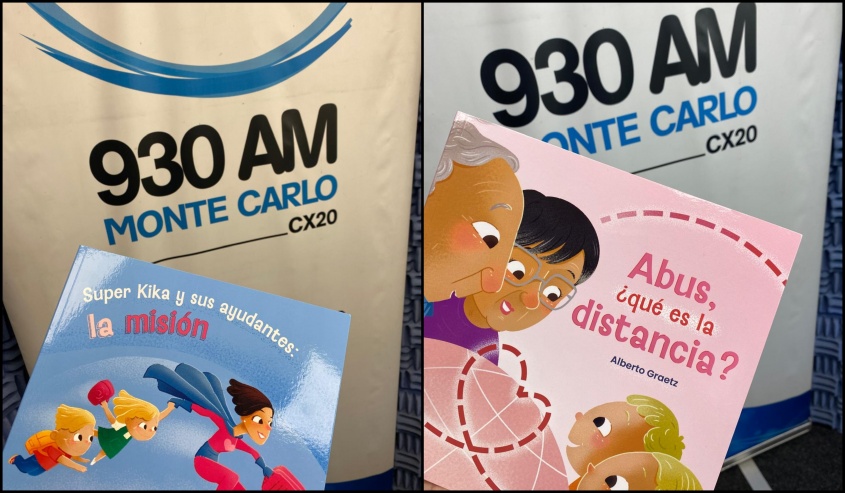 930 AM
MONTE CARLO
CX20
Super Kika y sus ayudantes:
la misión
930 AM
ONTE CARLO
CX20
Abus,
¿qué es la
distancia?
Alberto Graetz